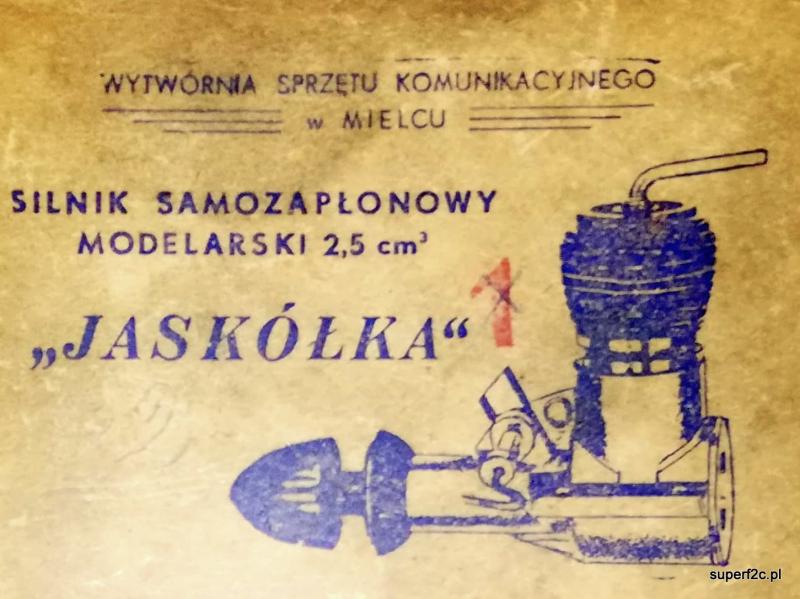 WYTWÓRNIA SPRZĘTU KOMUNIKACYJNEGO
w MIELCU
SILNIK SAMOZAPŁONOWY
MODELARSKI 2,5 cm³
„JASKÓŁKA“ 1
superf2c.pl